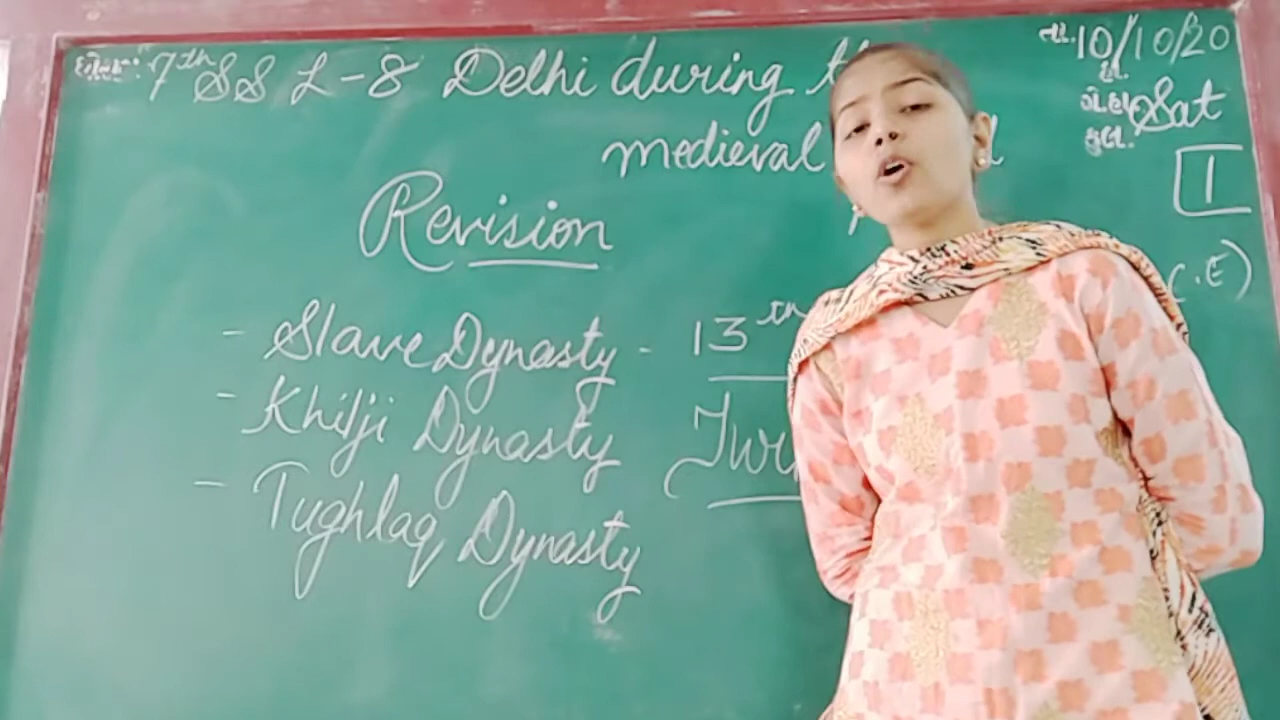 7th SS L-8 Delhi during
medieval
તા. 10/10/20
Sat
1
Revision
- Slave Dynasty - 13th
(.E)
- Khilji Dynasty
- Tughlaq Dynasty